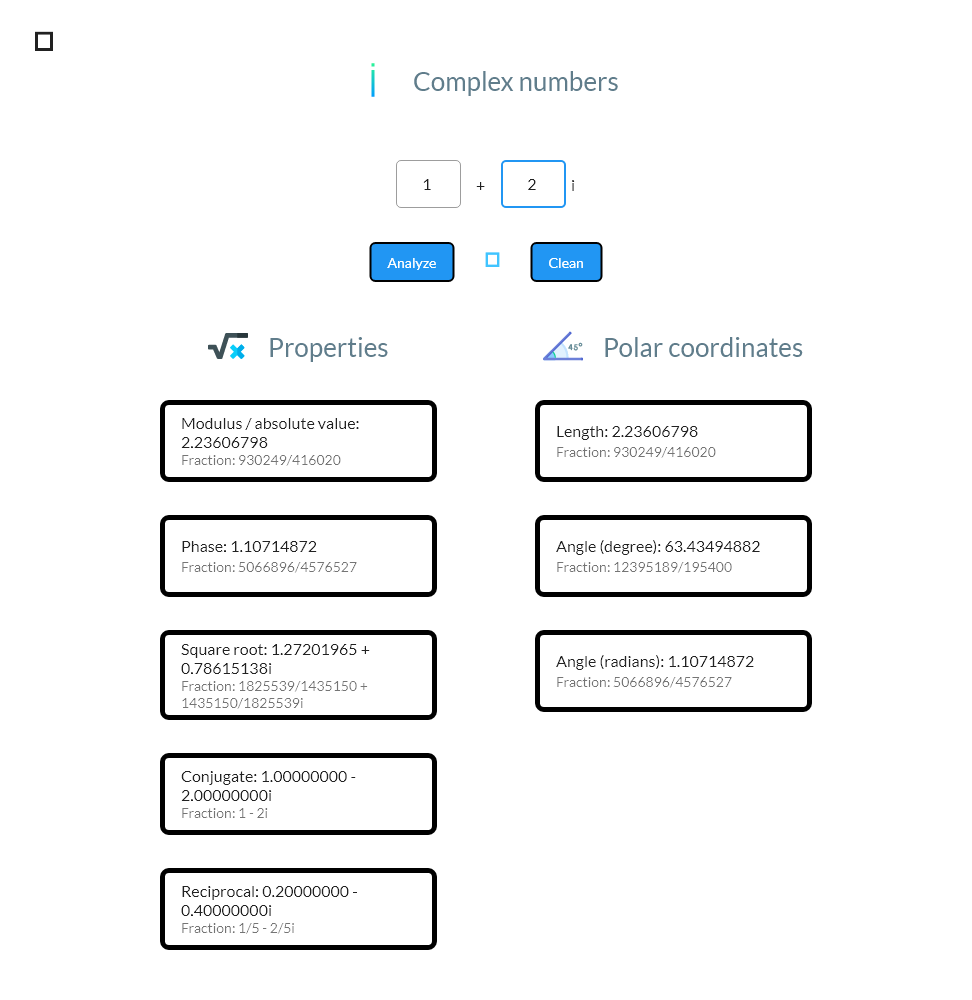 i Complex numbers
1 + 2 i
Analyze Clean
Properties
Modulus / absolute value:
2.23606798
Fraction: 930249/416020
Phase: 1.10714872
Fraction: 5066896/4576527
Square root: 1.27201965 +
0.78615138i
Fraction: 1825539/1435150 +
1435150/1825539i
Conjugate: 1.00000000 -
2.00000000i
Fraction: 1 - 2i
Reciprocal: 0.20000000 -
0.40000000i
Fraction: 1/5 - 2/5i
45° Polar coordinates
Length: 2.23606798
Fraction: 930249/416020
Angle (degree): 63.43494882
Fraction: 12395189/195400
Angle (radians): 1.10714872
Fraction: 5066896/4576527